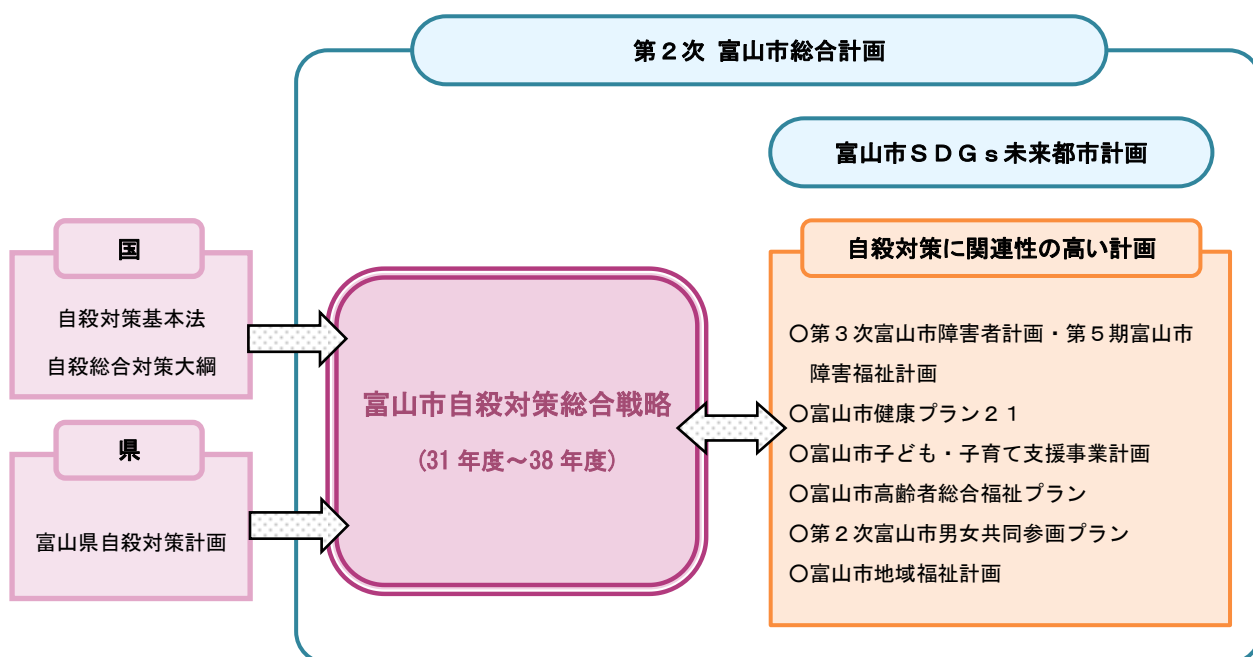 第２次 富山市総合計画
富山市ＳＤＧｓ未来都市計画
国
自殺対策基本法
自殺総合対策大綱
県
富山県自殺対策計画
富山市自殺対策総合戦略
(31 年度～38 年度)
自殺対策に関連性の高い計画
〇第３次富山市障害者計画・第５期富山市
障害福祉計画
〇富山市健康プラン２１
〇富山市子ども・子育て支援事業計画
〇富山市高齢者総合福祉プラン
〇第２次富山市男女共同参画プラン
〇富山市地域福祉計画